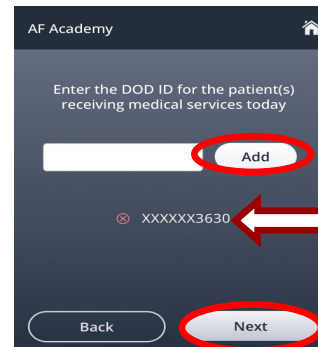 AF Academy
Enter the DOD ID for the patient(s)
receiving medical services today
Add
XXXXXX3630
Back
Next